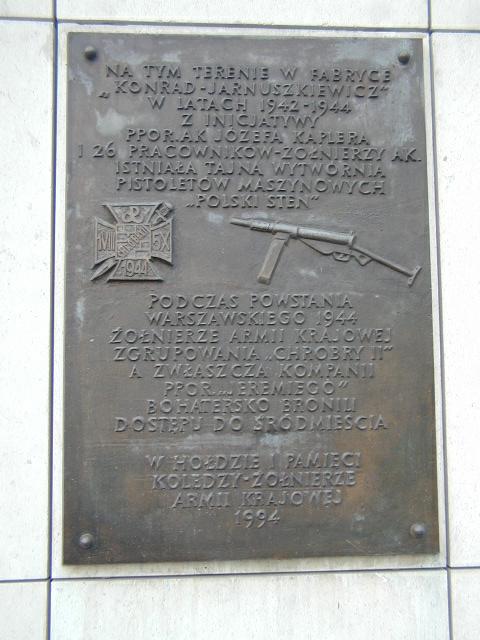 NA TYM TERENIE W FABRYCE
„KONRAD-JARNUSZKIEWICZ"
W LATACH 1942-1944
Z INICJATYWY
PPOR.AK JÓZEFA KAPLERA
I 26 PRACOWNIKÓW-ŻOŁNIERZY AK.
ISTNIAŁA TAJNA WYTWÓRNIA
PISTOLETÓW MASZYNOWYCH
„POLSKI STEN"
VIII
1944
PODCZAS POWSTANIA
WARSZAWSKIEGO 1944
ŻOŁNIERZE ARMII KRAJOWEJ
ZGRUPOWANIA „CHROBRY II"
A ZWŁASZCZA KOMPANII
PPOR. „JEREMIEGO"
BOHATERSKO BRONILI
DOSTĘPU DO ŚRÓDMIEŚCIA
W HOŁDZIE I PAMIĘCI
KOLEDZY-ŻOŁNIERZE
ARMII KRAJOWEJ
1994